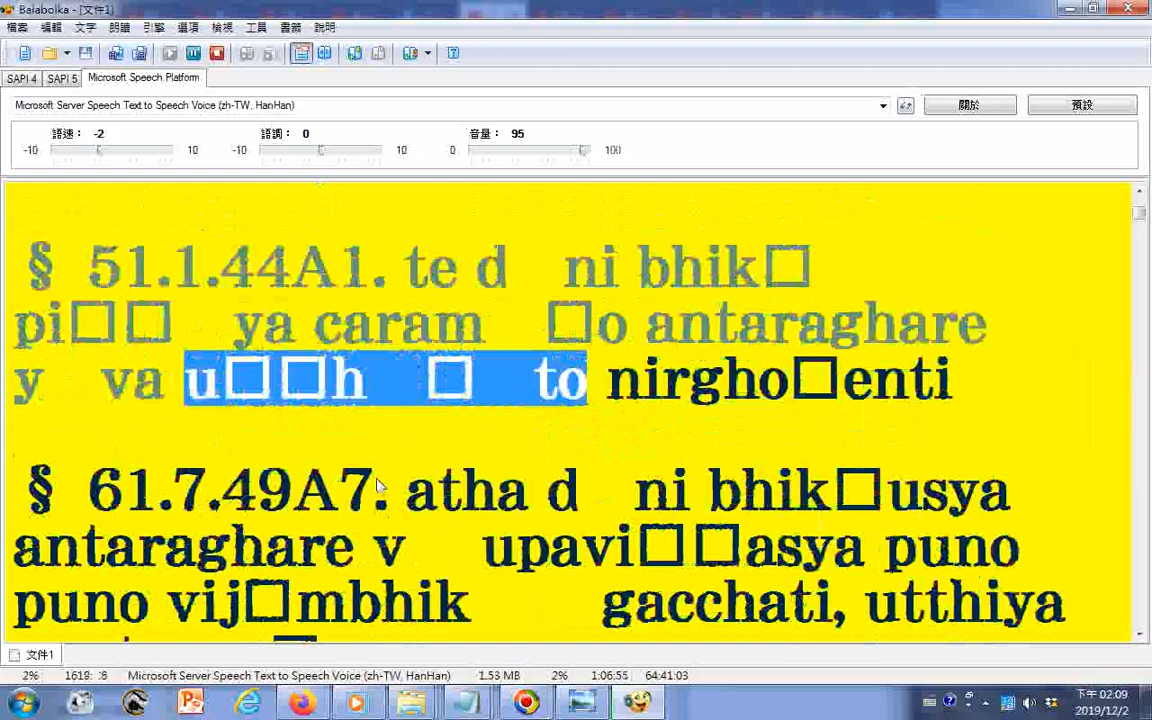 Balabolka - [文件1]
檔案 編輯 文字 朗讀 引擎 選項 檢視 工具 書籤 說明
SAPI 4 SAPI 5 Microsoft Speech Platform
Microsoft Server Speech Text to Speech Voice (zh-TW, HanHan) 關於 預設
語速： -2 語調： 0 音量： 95
-10 10 -10 10 0 100
§ 51.1.44A1. te d ni bhik□
pi□□ ya caram □o antaraghare
y va u□□h □ to nirgho□enti
§ 61.7.49A7. atha d ni bhik□usya
antaraghare v upavi□□asya puno
puno vij□mbhik gacchati, utthiya
文件1
2% 1618: :8 Microsoft Server Speech Text to Speech Voice (zh-TW, HanHan) 1.53 MB 2% 1:06:55 64:41:03
下午 02:09
2019/12/2